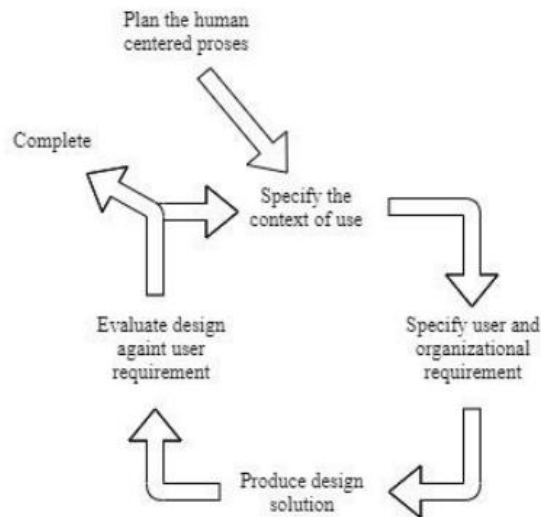 Plan the human
centered proses
Complete
Specify the
context of use
Evaluate design
againt user
requirement
Specify user and
organizational
requirement
Produce design
solution